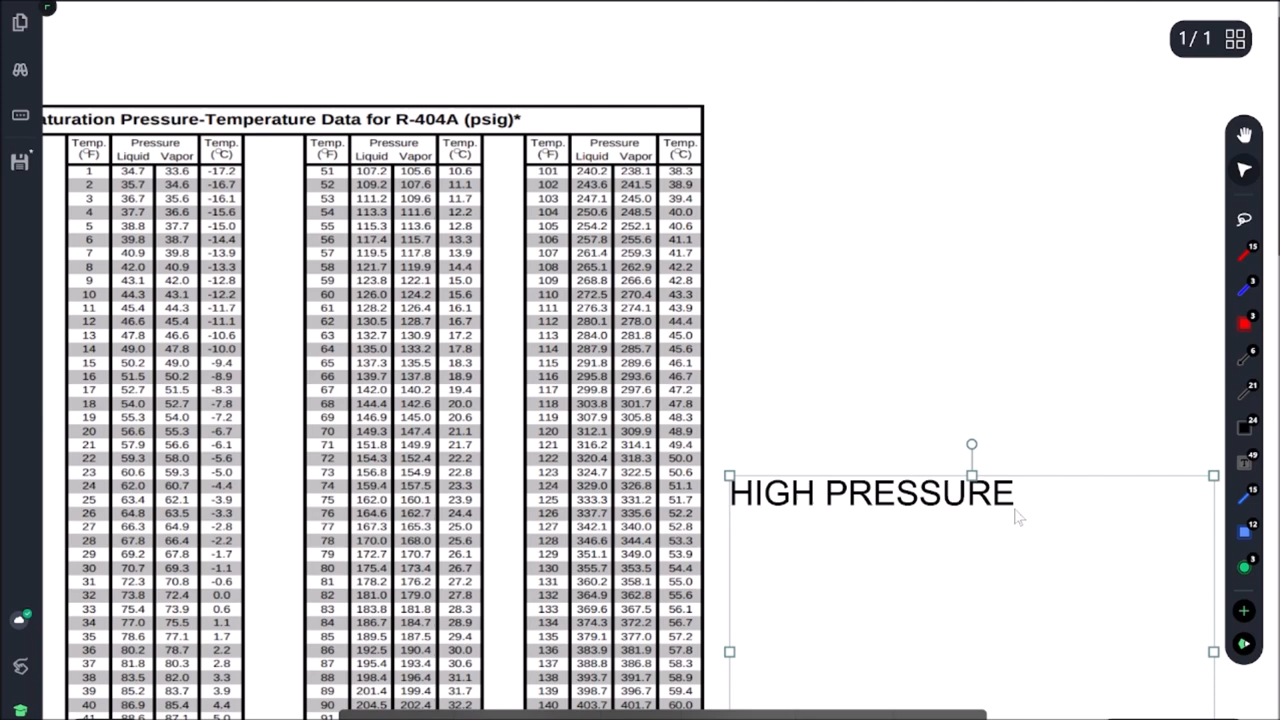 1 / 1
aturation Pressure-Temperature Data for R-404A (psig)*
Temp. Pressure Temp. Temp. Pressure Temp. Temp. Pressure Temp.
(°F) Liquid Vapor (°C) (°F) Liquid Vapor (°C) (°F) Liquid Vapor (°C)
1 34.7 33.6 -17.2 51 107.2 105.6 10.6 101 240.2 238.1 38.3
2 35.7 34.6 -16.7 52 109.2 107.6 11.1 102 243.6 241.5 38.9
3 36.7 35.6 -16.1 53 111.2 109.6 11.7 103 247.1 245.0 39.4
4 37.7 36.6 -15.6 54 113.3 111.6 12.2 104 250.6 248.5 40.0
5 38.8 37.7 -15.0 55 115.3 113.6 12.8 105 254.2 252.1 40.6
6 39.8 38.7 -14.4 56 117.4 115.7 13.3 106 257.8 255.6 41.1
7 40.9 39.8 -13.9 57 119.5 117.8 13.9 107 261.4 259.3 41.7
8 42.0 40.9 -13.3 58 121.7 119.9 14.4 108 265.1 262.9 42.2
9 43.1 42.0 -12.8 59 123.8 122.1 15.0 109 268.8 266.6 42.8
10 44.3 43.1 -12.2 60 126.0 124.2 15.6 110 272.5 270.4 43.3
11 45.4 44.3 -11.7 61 128.2 126.4 16.1 111 276.3 274.1 43.9
12 46.6 45.4 -11.1 62 130.5 128.7 16.7 112 280.1 278.0 44.4
13 47.8 46.6 -10.6 63 132.7 130.9 17.2 113 284.0 281.8 45.0
14 49.0 47.8 -10.0 64 135.0 133.2 17.8 114 287.9 285.7 45.6
15 50.2 49.0 -9.4 65 137.3 135.5 18.3 115 291.8 289.6 46.1
16 51.5 50.2 -8.9 66 139.7 137.8 18.9 116 295.8 293.6 46.7
17 52.7 51.5 -8.3 67 142.0 140.2 19.4 117 299.8 297.6 47.2
18 54.0 52.7 -7.8 68 144.4 142.6 20.0 118 303.8 301.7 47.8
19 55.3 54.0 -7.2 69 146.9 145.0 20.6 119 307.9 305.8 48.3
20 56.6 55.3 -6.7 70 149.3 147.4 21.1 120 312.1 309.9 48.9
21 57.9 56.6 -6.1 71 151.8 149.9 21.7 121 316.2 314.1 49.4
22 59.3 58.0 -5.6 72 154.3 152.4 22.2 122 320.4 318.3 50.0
23 60.6 59.3 -5.0 73 156.8 154.9 22.8 123 324.7 322.5 50.6
24 62.0 60.7 -4.4 74 159.4 157.5 23.3 124 329.0 326.8 51.1
25 63.4 62.1 -3.9 75 162.0 160.1 23.9 125 333.3 331.2 51.7
26 64.8 63.5 -3.3 76 164.6 162.7 24.4 126 337.7 335.6 52.2
27 66.3 64.9 -2.8 77 167.3 165.3 25.0 127 342.1 340.0 52.8
28 67.8 66.4 -2.2 78 170.0 168.0 25.6 128 346.6 344.4 53.3
29 69.2 67.8 -1.7 79 172.7 170.7 26.1 129 351.1 349.0 53.9
30 70.7 69.3 -1.1 80 175.4 173.4 26.7 130 355.7 353.5 54.4
31 72.3 70.8 -0.6 81 178.2 176.2 27.2 131 360.2 358.1 55.0
32 73.8 72.4 0.0 82 181.0 179.0 27.8 132 364.9 362.8 55.6
33 75.4 73.9 0.6 83 183.8 181.8 28.3 133 369.6 367.5 56.1
34 77.0 75.5 1.1 84 186.7 184.7 28.9 134 374.3 372.2 56.7
35 78.6 77.1 1.7 85 189.5 187.5 29.4 135 379.1 377.0 57.2
36 80.2 78.7 2.2 86 192.5 190.4 30.0 136 383.9 381.9 57.8
37 81.8 80.3 2.8 87 195.4 193.4 30.6 137 388.8 386.8 58.3
38 83.5 82.0 3.3 88 198.4 196.4 31.1 138 393.7 391.7 58.9
39 85.2 83.7 3.9 89 201.4 199.4 31.7 139 398.7 396.7 59.4
40 86.9 85.4 4.4 90 204.5 202.4 32.2 140 403.7 401.7 60.0
41 88.6 87.1 5.0 91
HIGH PRESSURE
15
3
3
6
21
24
49
15
12
3